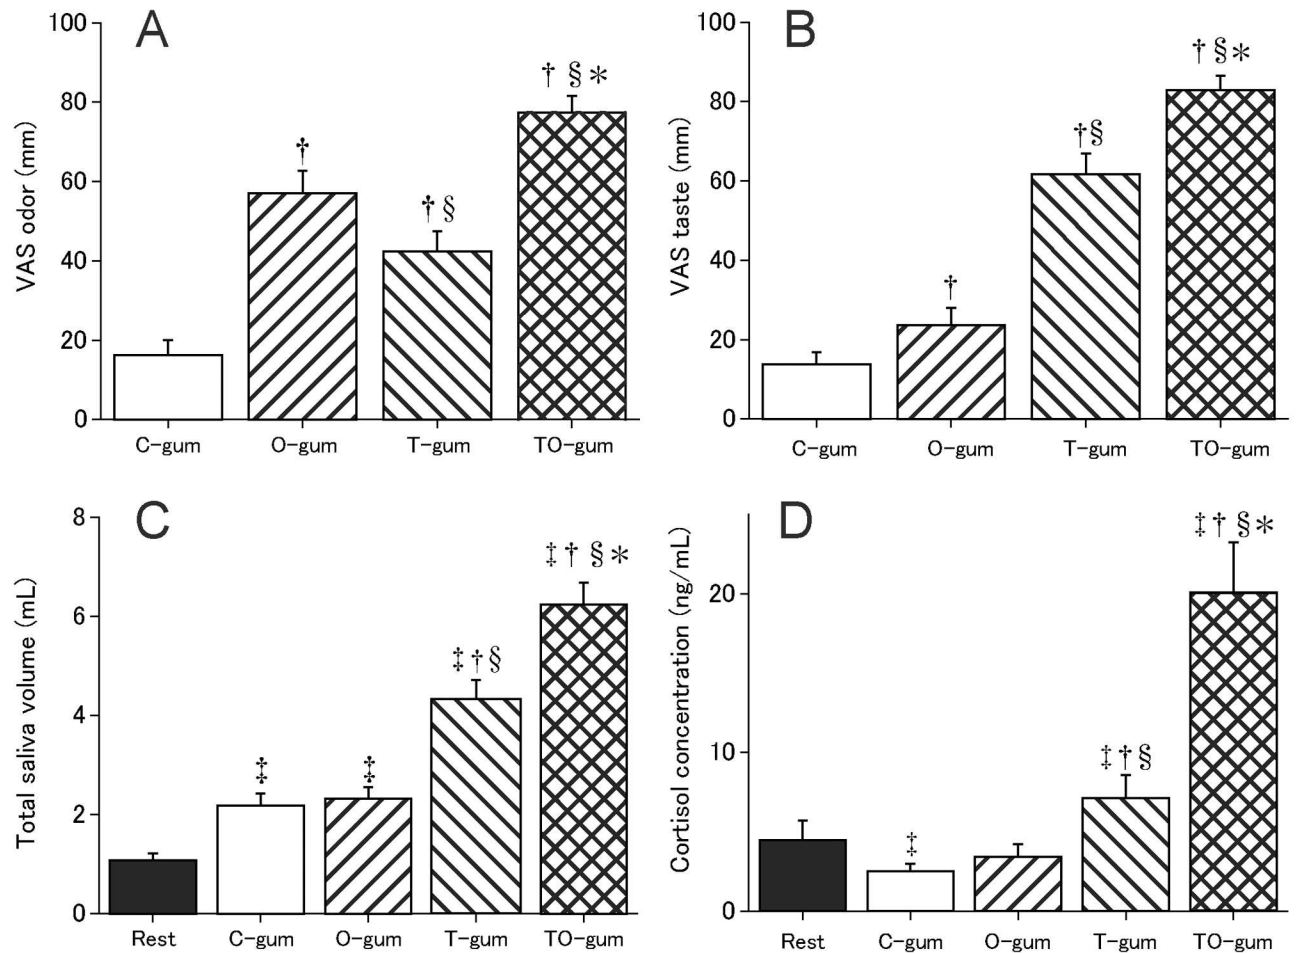 A
VAS odor (mm)
100
80
60
40
20
0
†
† §
† § *
C-gum
O-gum
T-gum
TO-gum
B
VAS taste (mm)
100
80
60
40
20
0
†
†§
† § *
C-gum
O-gum
T-gum
TO-gum
C
Total saliva volume (mL)
8
6
4
2
0
‡
‡
‡ † §
‡ † § *
Rest
C-gum
O-gum
T-gum
TO-gum
D
Cortisol concentration (ng/mL)
20
10
0
‡
‡ † §
‡ † § *
Rest
C-gum
O-gum
T-gum
TO-gum